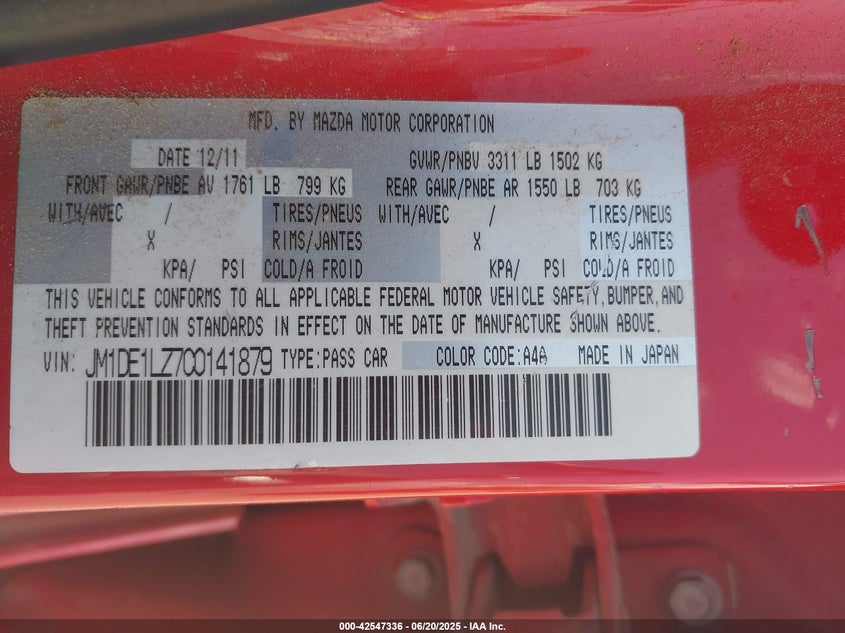 MFD. BY MAZDA MOTOR CORPORATION
DATE 12/11 GVWR/PNBV 3311 LB 1502 KG
FRONT GAWR/PNBE AV 1761 LB 799 KG REAR GAWR/PNBE AR 1550 LB 703 KG
WITH/AVEC / TIRES/PNEUS WITH/AVEC / TIRES/PNEUS
X RIMS/JANTES X RIMS/JANTES
KPA/ PSI COLD/A FROID KPA/ PSI COLD/A FROID
THIS VEHICLE CONFORMS TO ALL APPLICABLE FEDERAL MOTOR VEHICLE SAFETY, BUMPER, AND
THEFT PREVENTION STANDARDS IN EFFECT ON THE DATE OF MANUFACTURE SHOWN ABOVE.
VIN: JM1DE1LZ7C0141879 TYPE:PASS CAR COLOR CODE:A4A MADE IN JAPAN
000-42547336 - 06/20/2025 - IAA Inc.